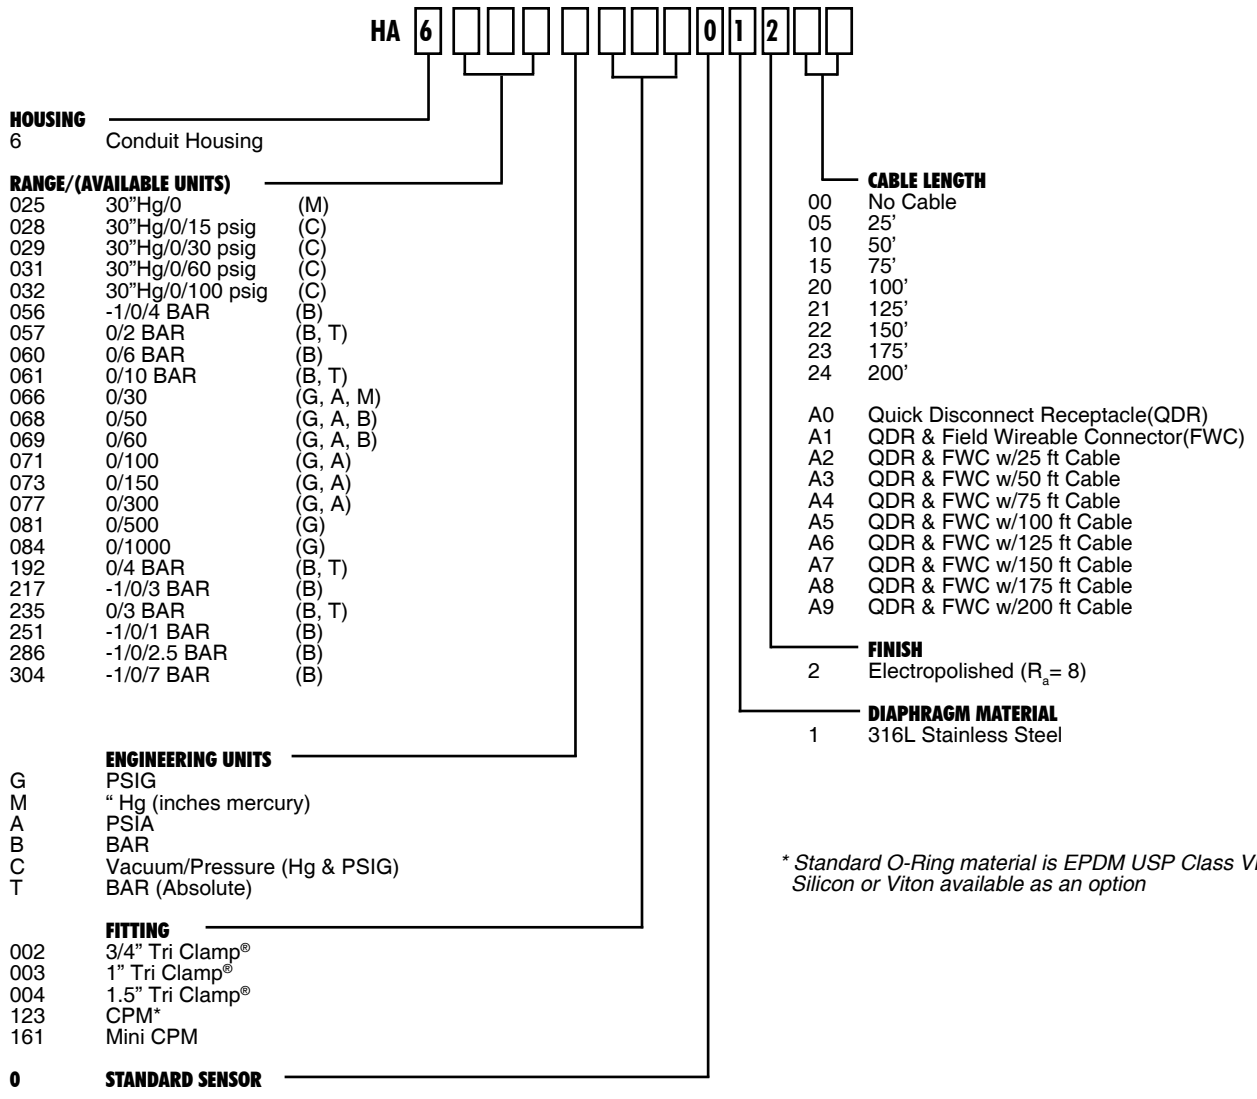 HA 6 0 1 2
HOUSING
6 Conduit Housing
RANGE/(AVAILABLE UNITS)
025 30”Hg/0 (M)
028 30”Hg/0/15 psig (C)
029 30”Hg/0/30 psig (C)
031 30”Hg/0/60 psig (C)
032 30”Hg/0/100 psig (C)
056 -1/0/4 BAR (B)
057 0/2 BAR (B, T)
060 0/6 BAR (B)
061 0/10 BAR (B, T)
066 0/30 (G, A, M)
068 0/50 (G, A, B)
069 0/60 (G, A, B)
071 0/100 (G, A)
073 0/150 (G, A)
077 0/300 (G, A)
081 0/500 (G)
084 0/1000 (G)
192 0/4 BAR (B, T)
217 -1/0/3 BAR (B)
235 0/3 BAR (B, T)
251 -1/0/1 BAR (B)
286 -1/0/2.5 BAR (B)
304 -1/0/7 BAR (B)
ENGINEERING UNITS
G PSIG
M “ Hg (inches mercury)
A PSIA
B BAR
C Vacuum/Pressure (Hg & PSIG)
T BAR (Absolute)
FITTING
002 3/4” Tri Clamp®
003 1” Tri Clamp®
004 1.5” Tri Clamp®
123 CPM*
161 Mini CPM
0 STANDARD SENSOR
CABLE LENGTH
00 No Cable
05 25’
10 50’
15 75’
20 100’
21 125’
22 150’
23 175’
24 200’
A0 Quick Disconnect Receptacle(QDR)
A1 QDR & Field Wireable Connector(FWC)
A2 QDR & FWC w/25 ft Cable
A3 QDR & FWC w/50 ft Cable
A4 QDR & FWC w/75 ft Cable
A5 QDR & FWC w/100 ft Cable
A6 QDR & FWC w/125 ft Cable
A7 QDR & FWC w/150 ft Cable
A8 QDR & FWC w/175 ft Cable
A9 QDR & FWC w/200 ft Cable
FINISH
2 Electropolished (Ra= 8)
DIAPHRAGM MATERIAL
1 316L Stainless Steel
* Standard O-Ring material is EPDM USP Class VI
Silicon or Viton available as an option